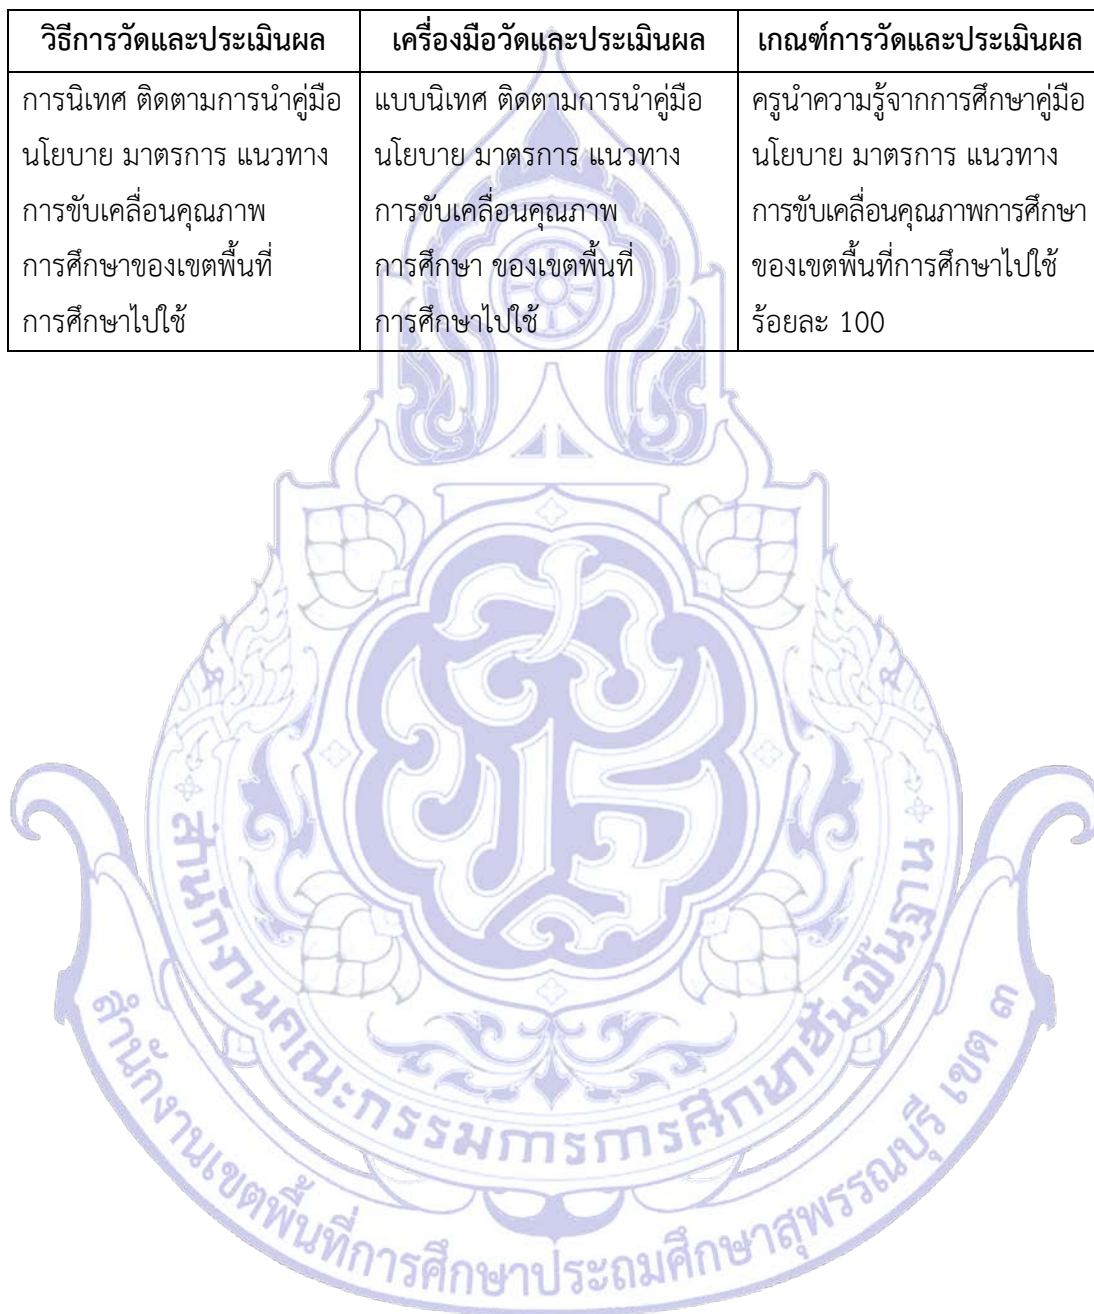 วิธีการวัดและประเมินผล เครื่องมือวัดและประเมินผล เกณฑ์การวัดและประเมินผล
การนิเทศ ติดตามการนำคู่มือ
นโยบาย มาตรการ แนวทาง
การขับเคลื่อนคุณภาพ
การศึกษาของเขตพื้นที่
การศึกษาไปใช้
แบบนิเทศ ติดตามการนำคู่มือ
นโยบาย มาตรการ แนวทาง
การขับเคลื่อนคุณภาพ
การศึกษา ของเขตพื้นที่
การศึกษาไปใช้
ครูนำความรู้จากการศึกษาคู่มือ
นโยบาย มาตรการ แนวทาง
การขับเคลื่อนคุณภาพการศึกษา
ของเขตพื้นที่การศึกษาไปใช้
ร้อยละ 100
สำนักงานคณะกรรมการการศึกษาขั้นพื้นฐาน
สำนักงานเขตพื้นที่การศึกษาประถมศึกษาสุพรรณบุรี เขต ๓